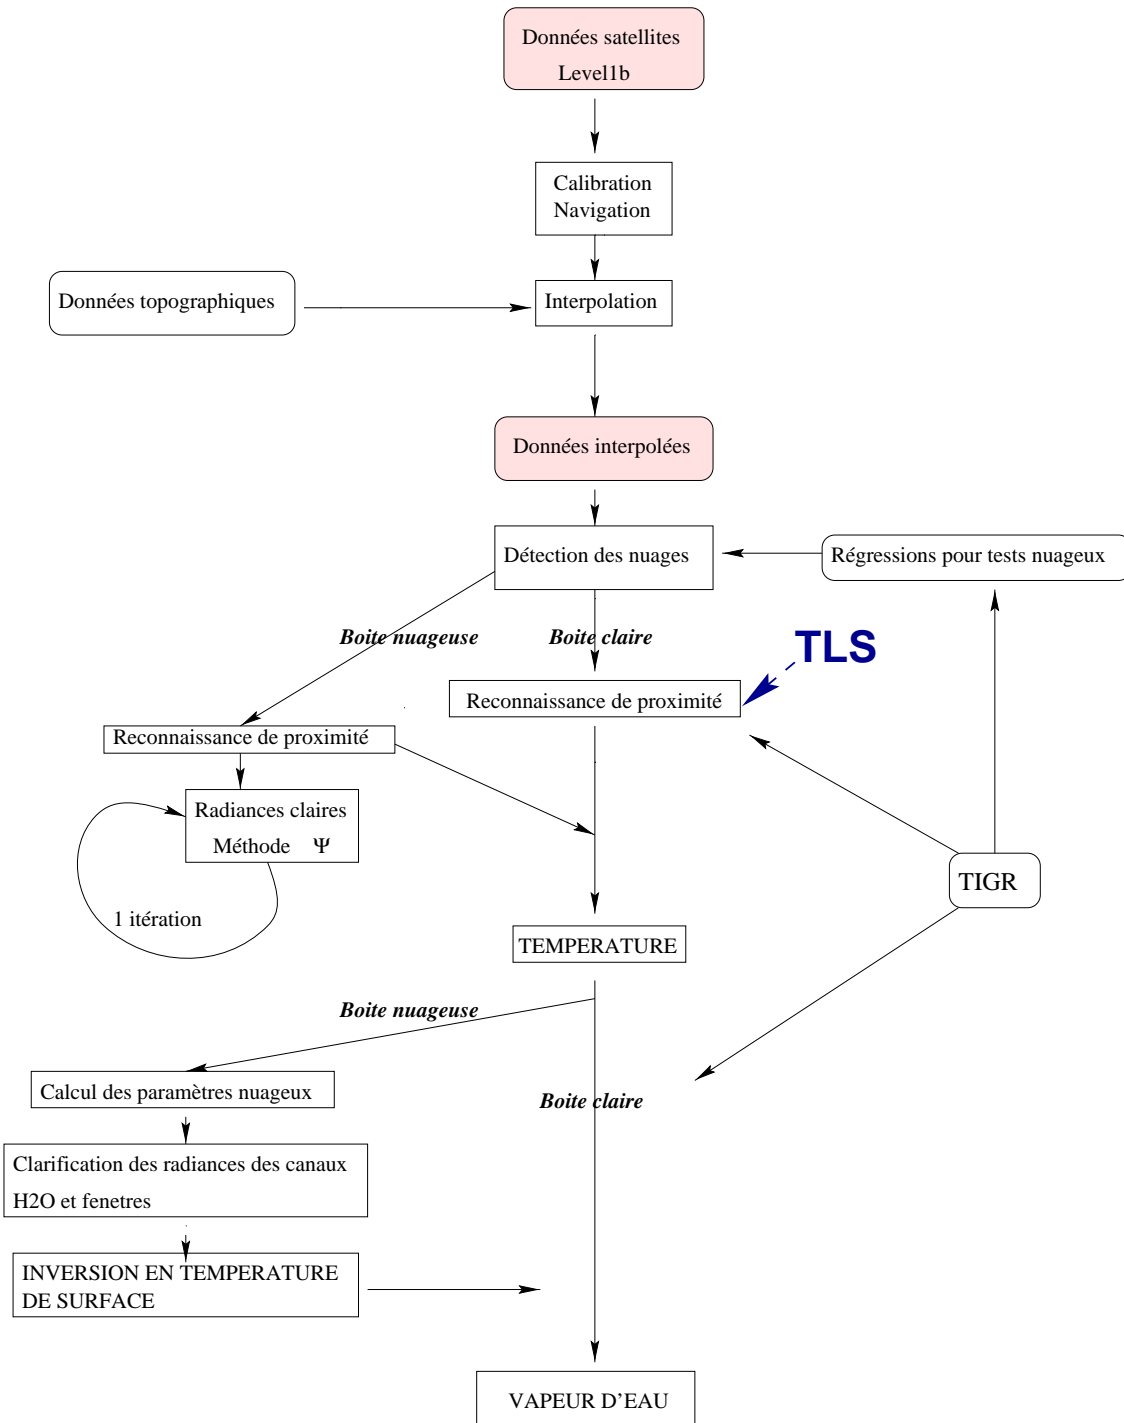 Données satellites
Level1b
Calibration
Navigation
Données topographiques
Interpolation
Données interpolées
Détection des nuages
Régressions pour tests nuageux
Boite nuageuse
Boite claire
TLS
Reconnaissance de proximité
Reconnaissance de proximité
Radiances claires
Méthode Ψ
1 itération
TIGR
TEMPERATURE
Boite nuageuse
Calcul des paramètres nuageux
Boite claire
Clarification des radiances des canaux
H2O et fenetres
INVERSION EN TEMPERATURE
DE SURFACE
VAPEUR D'EAU